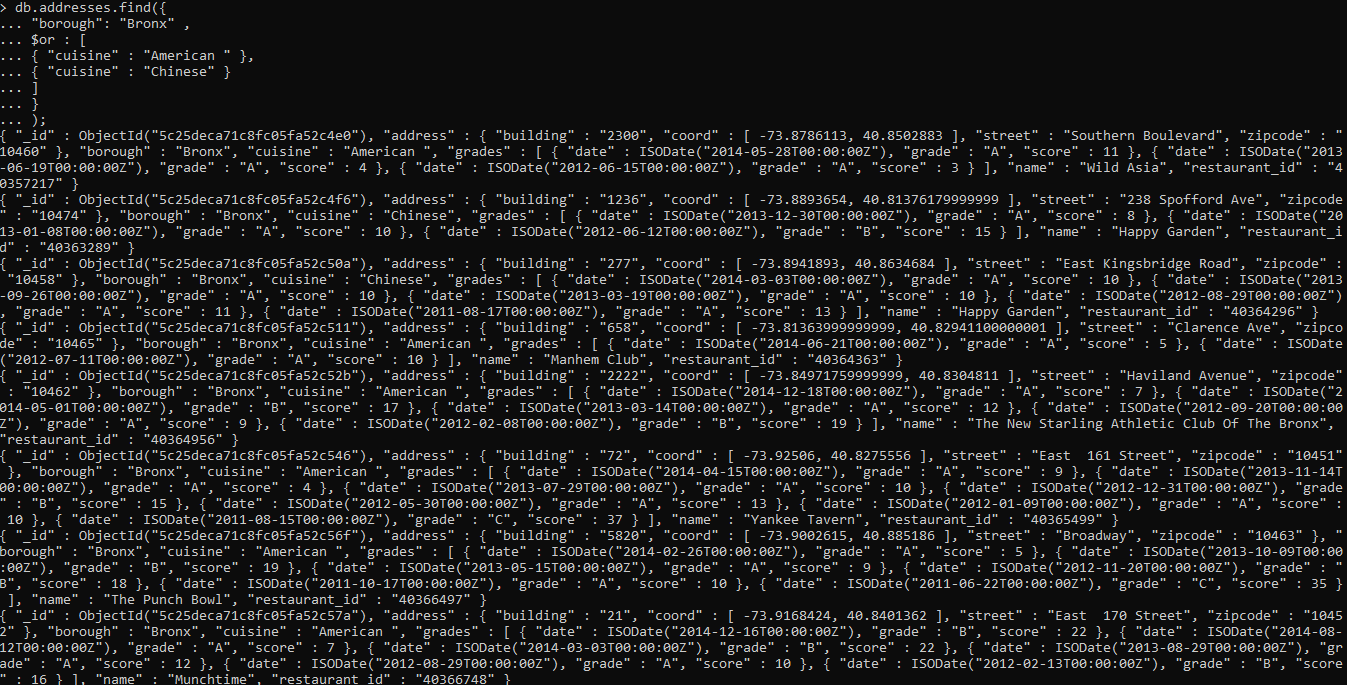 > db.addresses.find({
... "borough": "Bronx" ,
... $or : [
... { "cuisine" : "American " },
... { "cuisine" : "Chinese" }
... ]
... }
... );
{ "_id" : ObjectId("5c25deca71c8fc05fa52c4e0"), "address" : { "building" : "2300", "coord" : [ -73.8786113, 40.8502883 ], "street" : "Southern Boulevard", "zipcode" : "
10460" }, "borough" : "Bronx", "cuisine" : "American ", "grades" : [ { "date" : ISODate("2014-05-28T00:00:00Z"), "grade" : "A", "score" : 11 }, { "date" : ISODate("2013
-06-19T00:00:00Z"), "grade" : "A", "score" : 4 }, { "date" : ISODate("2012-06-15T00:00:00Z"), "grade" : "A", "score" : 3 } ], "name" : "Wild Asia", "restaurant_id" : "4
0357217" }
{ "_id" : ObjectId("5c25deca71c8fc05fa52c4f6"), "address" : { "building" : "1236", "coord" : [ -73.8893654, 40.81376179999999 ], "street" : "238 Spofford Ave", "zipcode
" : "10474" }, "borough" : "Bronx", "cuisine" : "Chinese", "grades" : [ { "date" : ISODate("2013-12-30T00:00:00Z"), "grade" : "A", "score" : 8 }, { "date" : ISODate("20
13-01-08T00:00:00Z"), "grade" : "A", "score" : 10 }, { "date" : ISODate("2012-06-12T00:00:00Z"), "grade" : "B", "score" : 15 } ], "name" : "Happy Garden", "restaurant_i
d" : "40363289" }
{ "_id" : ObjectId("5c25deca71c8fc05fa52c50a"), "address" : { "building" : "277", "coord" : [ -73.8941893, 40.8634684 ], "street" : "East Kingsbridge Road", "zipcode" :
"10458" }, "borough" : "Bronx", "cuisine" : "Chinese", "grades" : [ { "date" : ISODate("2014-03-03T00:00:00Z"), "grade" : "A", "score" : 10 }, { "date" : ISODate("2013
-09-26T00:00:00Z"), "grade" : "A", "score" : 10 }, { "date" : ISODate("2013-03-19T00:00:00Z"), "grade" : "A", "score" : 10 }, { "date" : ISODate("2012-08-29T00:00:00Z")
, "grade" : "A", "score" : 11 }, { "date" : ISODate("2011-08-17T00:00:00Z"), "grade" : "A", "score" : 13 } ], "name" : "Happy Garden", "restaurant_id" : "40364296" }
{ "_id" : ObjectId("5c25deca71c8fc05fa52c511"), "address" : { "building" : "658", "coord" : [ -73.81363999999999, 40.82941100000001 ], "street" : "Clarence Ave", "zipco
de" : "10465" }, "borough" : "Bronx", "cuisine" : "American ", "grades" : [ { "date" : ISODate("2014-06-21T00:00:00Z"), "grade" : "A", "score" : 5 }, { "date" : ISODate
("2012-07-11T00:00:00Z"), "grade" : "A", "score" : 10 } ], "name" : "Manhem Club", "restaurant_id" : "40364363" }
{ "_id" : ObjectId("5c25deca71c8fc05fa52c52b"), "address" : { "building" : "2222", "coord" : [ -73.84971759999999, 40.8304811 ], "street" : "Haviland Avenue", "zipcode"
 : "10462" }, "borough" : "Bronx", "cuisine" : "American ", "grades" : [ { "date" : ISODate("2014-12-18T00:00:00Z"), "grade" : "A", "score" : 7 }, { "date" : ISODate("2
014-05-01T00:00:00Z"), "grade" : "B", "score" : 17 }, { "date" : ISODate("2013-03-14T00:00:00Z"), "grade" : "A", "score" : 12 }, { "date" : ISODate("2012-09-20T00:00:00
Z"), "grade" : "A", "score" : 9 }, { "date" : ISODate("2012-02-08T00:00:00Z"), "grade" : "B", "score" : 19 } ], "name" : "The New Starling Athletic Club Of The Bronx",
"restaurant_id" : "40364956" }
{ "_id" : ObjectId("5c25deca71c8fc05fa52c546"), "address" : { "building" : "72", "coord" : [ -73.92506, 40.8275556 ], "street" : "East  161 Street", "zipcode" : "10451"
 }, "borough" : "Bronx", "cuisine" : "American ", "grades" : [ { "date" : ISODate("2014-04-15T00:00:00Z"), "grade" : "A", "score" : 9 }, { "date" : ISODate("2013-11-14T
00:00:00Z"), "grade" : "A", "score" : 4 }, { "date" : ISODate("2013-07-29T00:00:00Z"), "grade" : "A", "score" : 10 }, { "date" : ISODate("2012-12-31T00:00:00Z"), "grade
" : "B", "score" : 15 }, { "date" : ISODate("2012-05-30T00:00:00Z"), "grade" : "A", "score" : 13 }, { "date" : ISODate("2012-01-09T00:00:00Z"), "grade" : "A", "score" :
 10 }, { "date" : ISODate("2011-08-15T00:00:00Z"), "grade" : "C", "score" : 37 } ], "name" : "Yankee Tavern", "restaurant_id" : "40365499" }
{ "_id" : ObjectId("5c25deca71c8fc05fa52c56f"), "address" : { "building" : "5820", "coord" : [ -73.9002615, 40.885186 ], "street" : "Broadway", "zipcode" : "10463" }, "
borough" : "Bronx", "cuisine" : "American ", "grades" : [ { "date" : ISODate("2014-02-26T00:00:00Z"), "grade" : "A", "score" : 5 }, { "date" : ISODate("2013-10-09T00:00
:00Z"), "grade" : "B", "score" : 19 }, { "date" : ISODate("2013-05-15T00:00:00Z"), "grade" : "A", "score" : 9 }, { "date" : ISODate("2012-11-20T00:00:00Z"), "grade" : "
B", "score" : 18 }, { "date" : ISODate("2011-10-17T00:00:00Z"), "grade" : "A", "score" : 10 }, { "date" : ISODate("2011-06-22T00:00:00Z"), "grade" : "C", "score" : 35 }
 ], "name" : "The Punch Bowl", "restaurant_id" : "40366497" }
{ "_id" : ObjectId("5c25deca71c8fc05fa52c57a"), "address" : { "building" : "21", "coord" : [ -73.9168424, 40.8401362 ], "street" : "East  170 Street", "zipcode" : "1045
2" }, "borough" : "Bronx", "cuisine" : "American ", "grades" : [ { "date" : ISODate("2014-12-16T00:00:00Z"), "grade" : "B", "score" : 22 }, { "date" : ISODate("2014-08-
12T00:00:00Z"), "grade" : "A", "score" : 7 }, { "date" : ISODate("2014-03-03T00:00:00Z"), "grade" : "B", "score" : 22 }, { "date" : ISODate("2013-08-29T00:00:00Z"), "gr
ade" : "A", "score" : 12 }, { "date" : ISODate("2012-08-29T00:00:00Z"), "grade" : "A", "score" : 10 }, { "date" : ISODate("2012-02-13T00:00:00Z"), "grade" : "B", "score"
 : 16 } ], "name" : "Munchtime", "restaurant_id" : "40366748" }